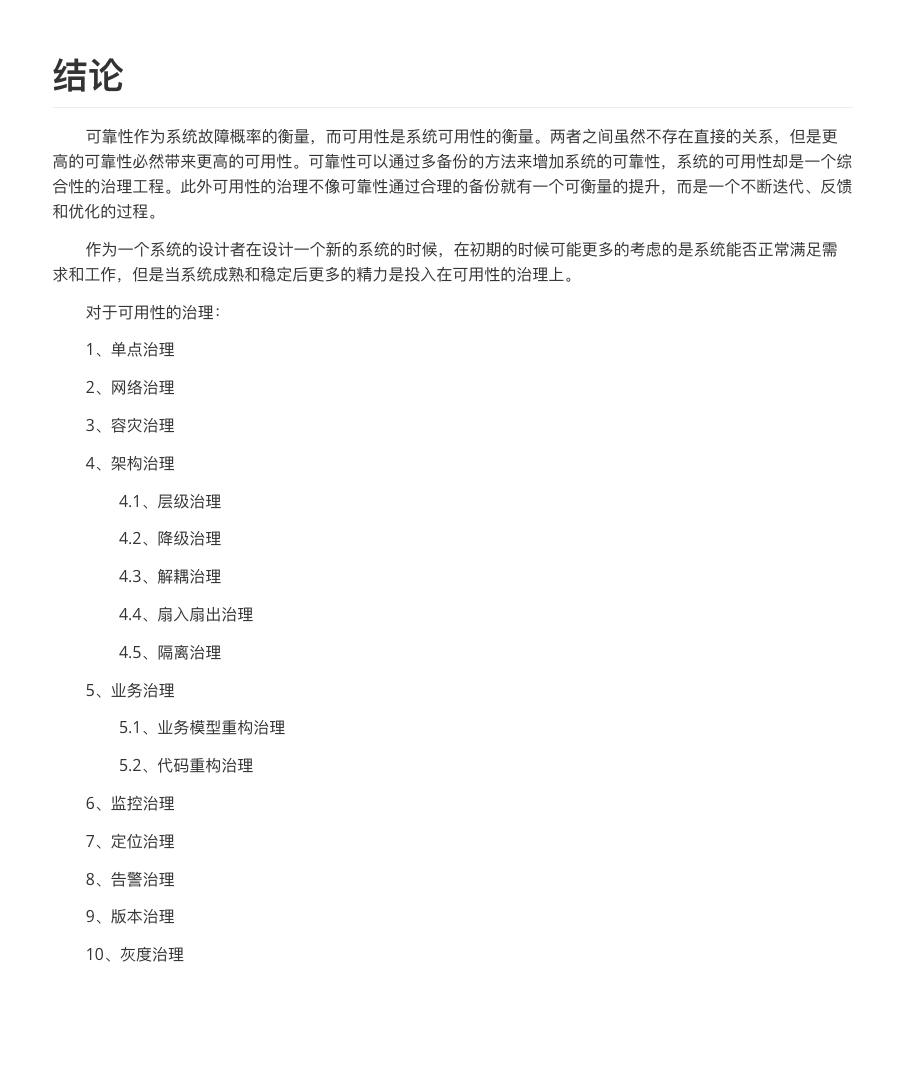 结论
可靠性作为系统故障概率的衡量，而可用性是系统可用性的衡量。两者之间虽然不存在直接的关系，但是更
高的可靠性必然带来更高的可用性。可靠性可以通过多备份的方法来增加系统的可靠性，系统的可用性却是一个综
合性的治理工程。此外可用性的治理不像可靠性通过合理的备份就有一个可衡量的提升，而是一个不断迭代、反馈
和优化的过程。
作为一个系统的设计者在设计一个新的系统的时候，在初期的时候可能更多的考虑的是系统能否正常满足需
求和工作，但是当系统成熟和稳定后更多的精力是投入在可用性的治理上。
对于可用性的治理：
1、单点治理
2、网络治理
3、容灾治理
4、架构治理
4.1、层级治理
4.2、降级治理
4.3、解耦治理
4.4、扇入扇出治理
4.5、隔离治理
5、业务治理
5.1、业务模型重构治理
5.2、代码重构治理
6、监控治理
7、定位治理
8、告警治理
9、版本治理
10、灰度治理